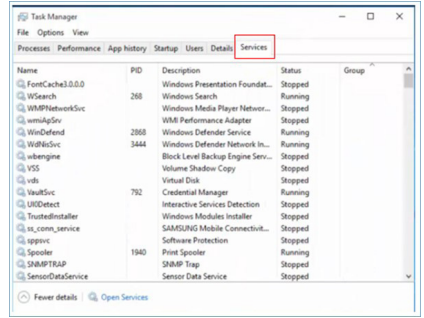 Task Manager
File Options View
Processes Performance App history Startup Users Details Services
Name PID Description Status Group
FontCache3.0.0.0 Windows Presentation Foundat... Stopped
WSearch 268 Windows Search Running
WMPNetworkSvc Windows Media Player Networ... Stopped
wmiApSrv WMI Performance Adapter Stopped
WinDefend 2868 Windows Defender Service Running
WdNisSvc 3444 Windows Defender Network In... Running
wbengine Block Level Backup Engine Serv... Stopped
VSS Volume Shadow Copy Stopped
vds Virtual Disk Stopped
VaultSvc 792 Credential Manager Running
UI0Detect Interactive Services Detection Stopped
TrustedInstaller Windows Modules Installer Stopped
ss_conn_service SAMSUNG Mobile Connectivit... Stopped
sppsvc Software Protection Stopped
Spooler 1940 Print Spooler Running
SNMPTRAP SNMP Trap Stopped
SensorDataService Sensor Data Service Stopped
Fewer details Open Services